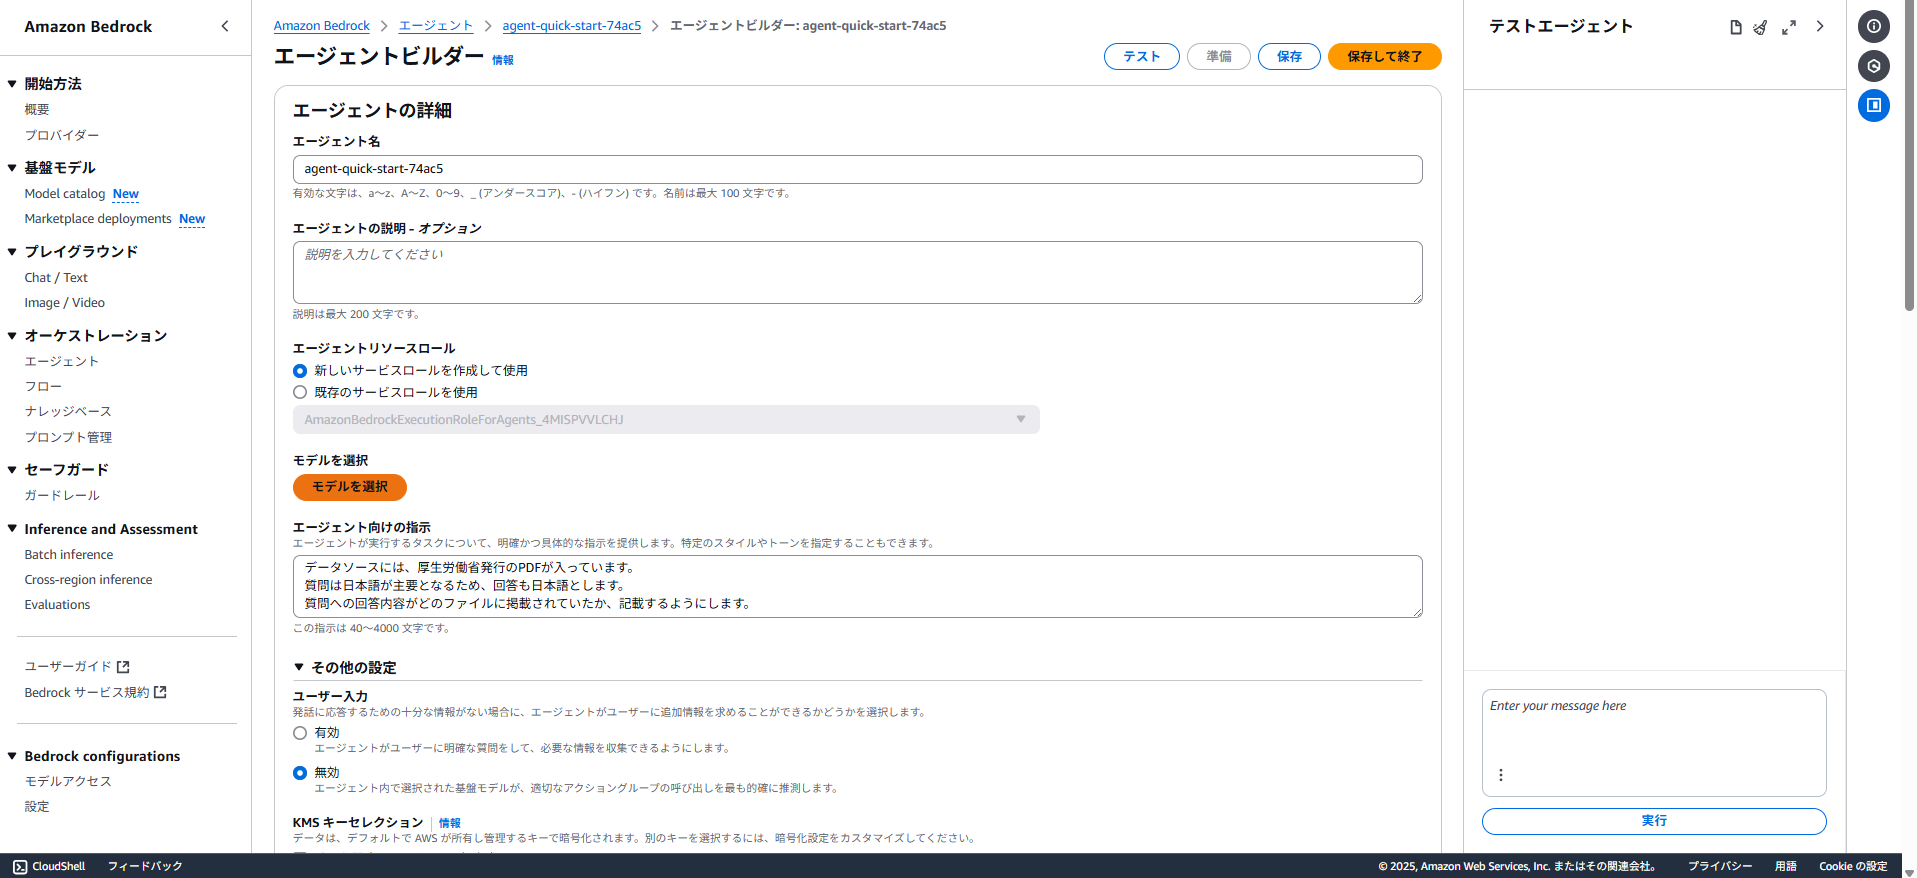 Amazon Bedrock
開始方法
概要
プロバイダー
基盤モデル
Model catalog New
Marketplace deployments New
プレイグラウンド
Chat / Text
Image / Video
オーケストレーション
エージェント
フロー
ナレッジベース
プロンプト管理
セーフガード
ガードレール
Inference and Assessment
Batch inference
Cross-region inference
Evaluations
ユーザーガイド
Bedrock サービス規約
Bedrock configurations
モデルアクセス
設定
Amazon Bedrock > エージェント > agent-quick-start-74ac5 > エージェントビルダー: agent-quick-start-74ac5
エージェントビルダー 情報
テスト 準備 保存 保存して終了
エージェントの詳細
エージェント名
agent-quick-start-74ac5
有効な文字は、a～z、A～Z、0～9、_ (アンダースコア)、- (ハイフン) です。名前は最大 100 文字です。
エージェントの説明 - オプション
説明を入力してください
説明は最大 200 文字です。
エージェントリソースロール
新しいサービスロールを作成して使用
既存のサービスロールを使用
AmazonBedrockExecutionRoleForAgents_4MISPVVLCHJ
モデルを選択
モデルを選択
エージェント向けの指示
エージェントが実行するタスクについて、明確かつ具体的な指示を提供します。特定のスタイルやトーンを指定することもできます。
データソースには、厚生労働省発行のPDFが入っています。
質問は日本語が主要となるため、回答も日本語とします。
質問への回答内容がどのファイルに掲載されていたか、記載するようにします。
この指示は 40～4000 文字です。
その他の設定
ユーザー入力
発話に応答するための十分な情報がない場合に、エージェントがユーザーに追加情報を求めることができるかどうかを選択します。
有効
エージェントがユーザーに明確な質問をして、必要な情報を収集できるようにします。
無効
エージェント内で選択された基盤モデルが、適切なアクショングループの呼び出しを最も的確に推測します。
KMS キーセレクション 情報
データは、デフォルトで AWS が所有し管理するキーで暗号化されます。別のキーを選択するには、暗号化設定をカスタマイズしてください。
テストエージェント
Enter your message here
実行
CloudShell フィードバック
© 2025, Amazon Web Services, Inc. またはその関連会社。 プライバシー 用語 Cookie の設定